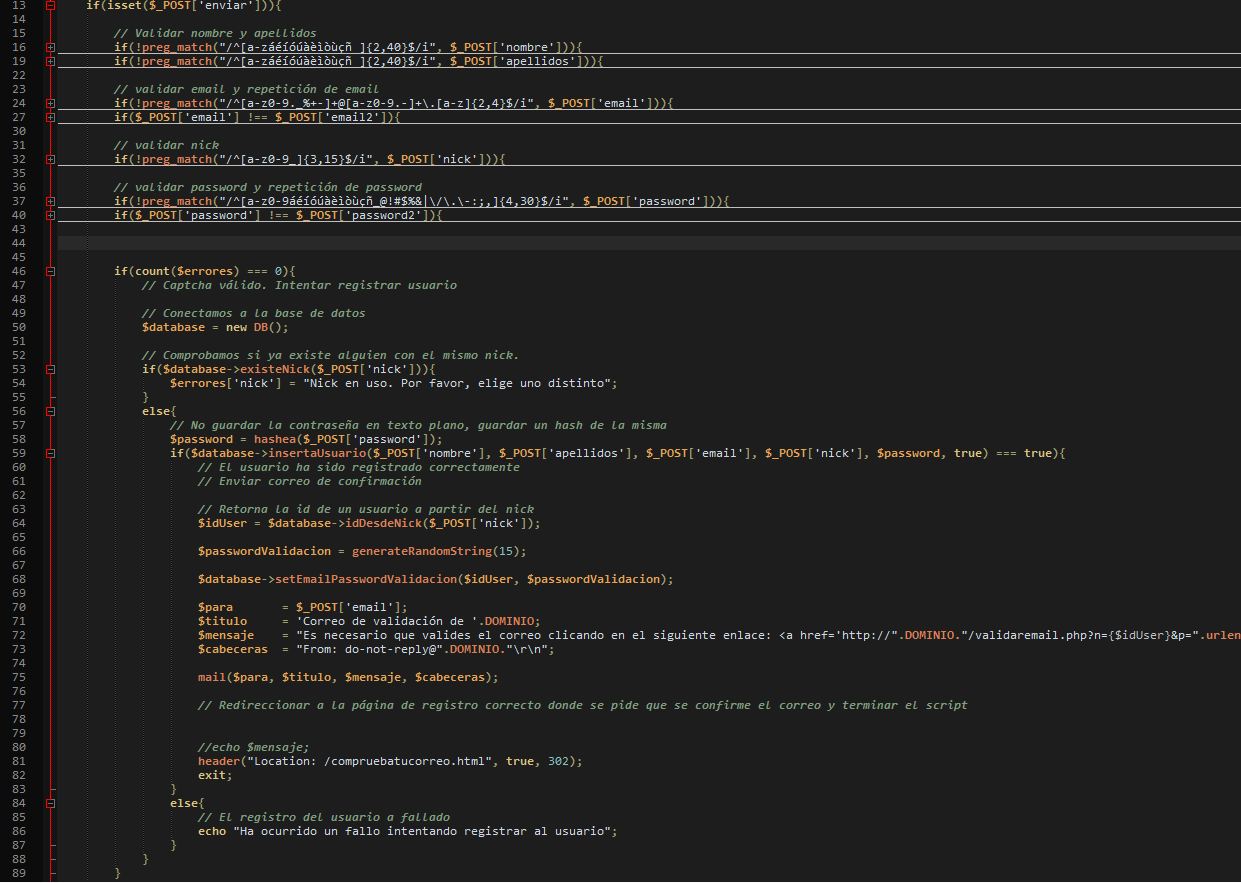 13 if(isset($_POST['enviar'])){
14
15 // Validar nombre y apellidos
16 if(!preg_match("/^[a-záéíóúàèìòùçñ ]{2,40}$/i", $_POST['nombre'])){
19 if(!preg_match("/^[a-záéíóúàèìòùçñ ]{2,40}$/i", $_POST['apellidos'])){
22
23 // validar email y repetición de email
24 if(!preg_match("/^[a-z0-9._%+-]+@[a-z0-9.-]+\.[a-z]{2,4}$/i", $_POST['email'])){
27 if($_POST['email'] !== $_POST['email2']){
30
31 // validar nick
32 if(!preg_match("/^[a-z0-9_]{3,15}$/i", $_POST['nick'])){
35
36 // validar password y repetición de password
37 if(!preg_match("/^[a-z0-9áéíóúàèìòùçñ_@!#$%&|\/\.\-:;,]{4,30}$/i", $_POST['password'])){
40 if($_POST['password'] !== $_POST['password2']){
43
44
45
46 if(count($errores) === 0){
47 // Captcha válido. Intentar registrar usuario
48
49 // Conectamos a la base de datos
50 $database = new DB();
51
52 // Comprobamos si ya existe alguien con el mismo nick.
53 if($database->existeNick($_POST['nick'])){
54 $errores['nick'] = "Nick en uso. Por favor, elige uno distinto";
55 }
56 else{
57 // No guardar la contraseña en texto plano, guardar un hash de la misma
58 $password = hashea($_POST['password']);
59 if($database->insertaUsuario($_POST['nombre'], $_POST['apellidos'], $_POST['email'], $_POST['nick'], $password, true) === true){
60 // El usuario ha sido registrado correctamente
61 // Enviar correo de confirmación
62
63 // Retorna la id de un usuario a partir del nick
64 $idUser = $database->idDesdeNick($_POST['nick']);
65
66 $passwordValidacion = generateRandomString(15);
67
68 $database->setEmailPasswordValidacion($idUser, $passwordValidacion);
69
70 $para = $_POST['email'];
71 $titulo = 'Correo de validación de '.DOMINIO;
72 $mensaje = "Es necesario que valides el correo clicando en el siguiente enlace: <a href='http://".DOMINIO."/validaremail.php?n={$idUser}&p=".urlen
73 $cabeceras = "From: do-not-reply@".DOMINIO."\r\n";
74
75 mail($para, $titulo, $mensaje, $cabeceras);
76
77 // Redireccionar a la página de registro correcto donde se pide que se confirme el correo y terminar el script
78
79
80 //echo $mensaje;
81 header("Location: /compruebatucorreo.html", true, 302);
82 exit;
83 }
84 else{
85 // El registro del usuario a fallado
86 echo "Ha ocurrido un fallo intentando registrar al usuario";
87 }
88 }
89 }